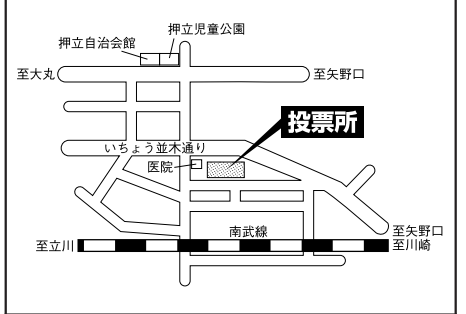 押立児童公園
押立自治会館
至大丸
至矢野口
投票所
いちょう並木通り
医院
南武線
至矢野口
至立川
至川崎